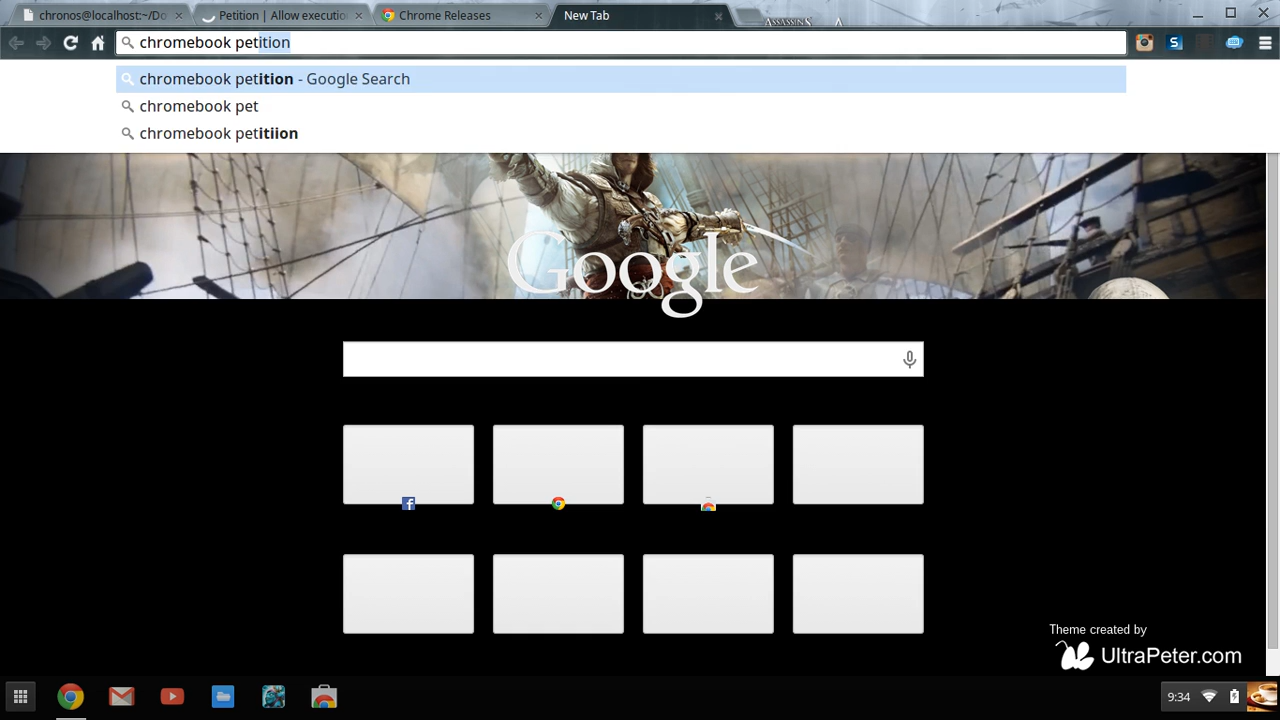 chronos@localhost:~/Do
Petition | Allow executio
Chrome Releases
New Tab
ASSASSINS
A
chromebook petition
chromebook petition - Google Search
chromebook pet
chromebook petitiion
Google
Theme created by
UltraPeter.com
9:34